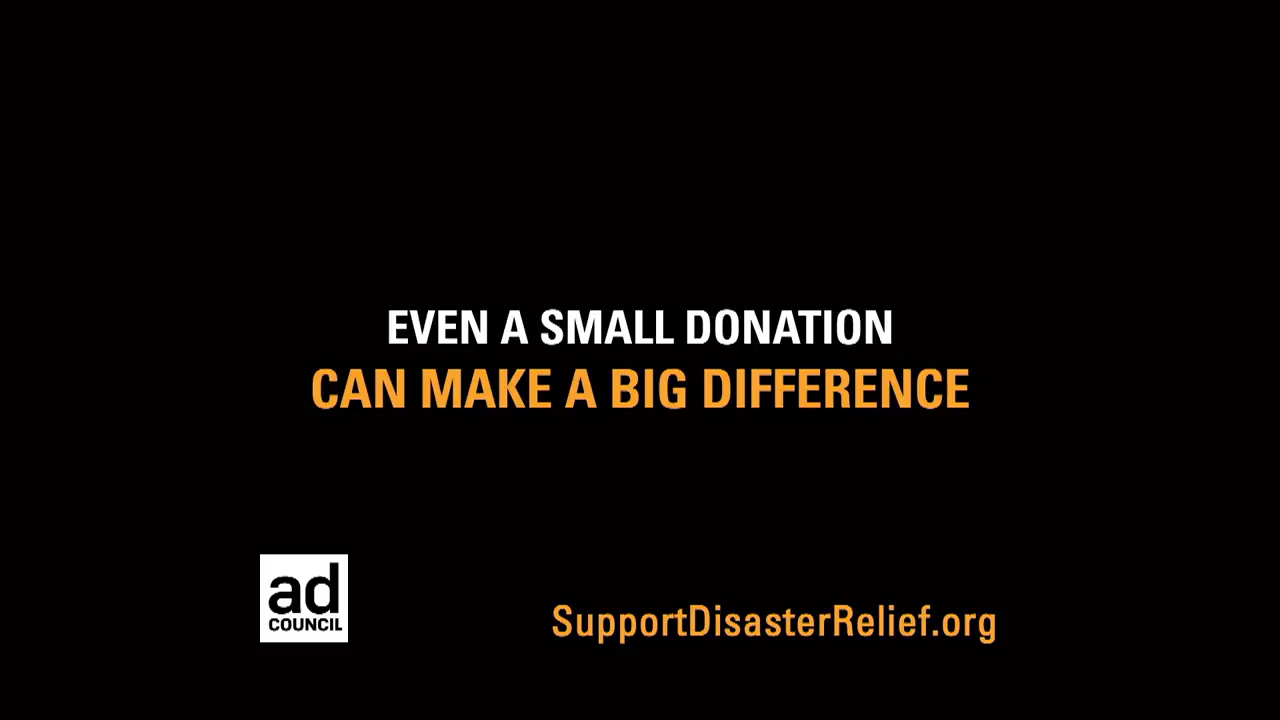 EVEN A SMALL DONATION
CAN MAKE A BIG DIFFERENCE
ad
COUNCIL
SupportDisasterRelief.org